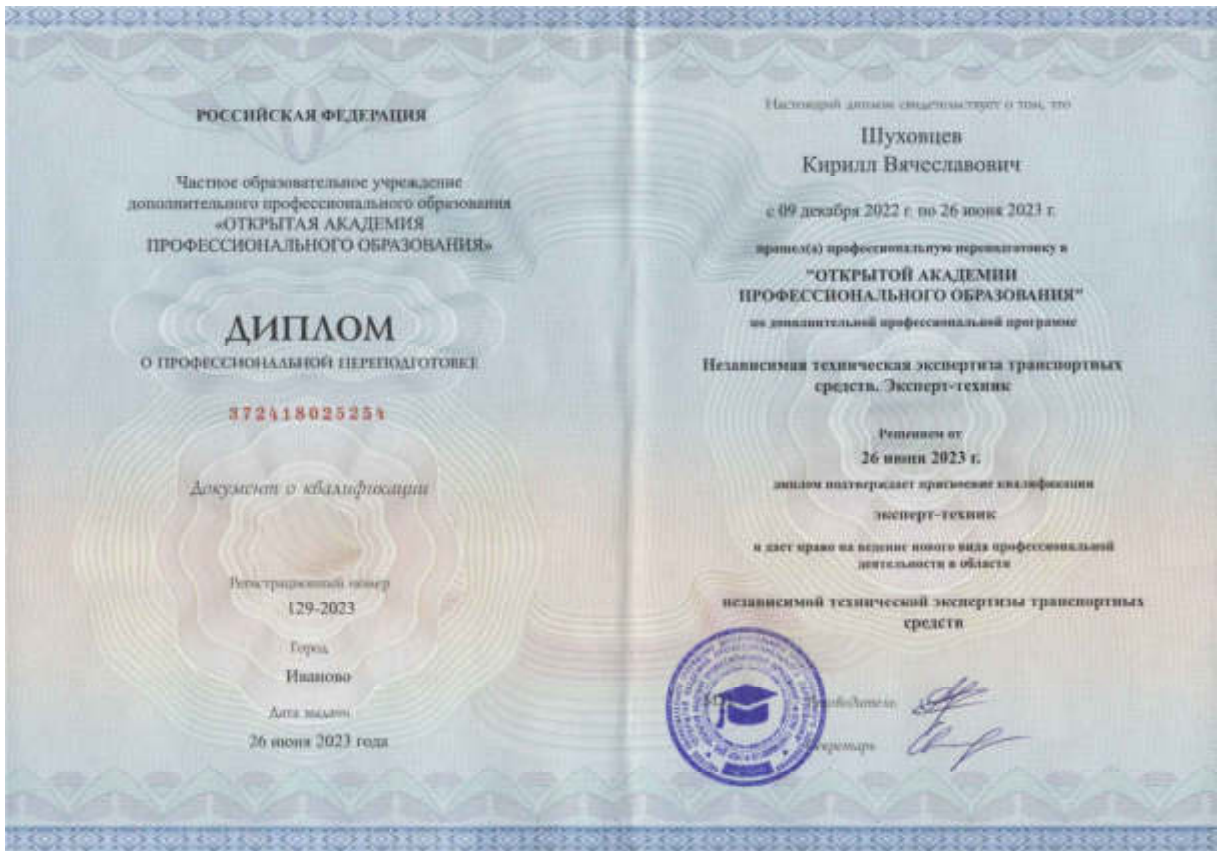 РОССИЙСКАЯ ФЕДЕРАЦИЯ
Частное образовательное учреждение
дополнительного профессионального образования
«ОТКРЫТАЯ АКАДЕМИЯ
ПРОФЕССИОНАЛЬНОГО ОБРАЗОВАНИЯ»
ДИПЛОМ
О ПРОФЕССИОНАЛЬНОЙ ПЕРЕПОДГОТОВКЕ
372418025254
Документ о квалификации
Регистрационный номер
129-2023
Город
Иваново
Дата выдачи
26 июня 2023 года
Настоящий диплом свидетельствует о том, что
Шуховцев
Кирилл Вячеславович
с 09 декабря 2022 г. по 26 июня 2023 г.
прошел(а) профессиональную переподготовку в
"ОТКРЫТОЙ АКАДЕМИИ
ПРОФЕССИОНАЛЬНОГО ОБРАЗОВАНИЯ"
по дополнительной профессиональной программе
Независимая техническая экспертиза транспортных
средств. Эксперт-техник
Решением от
26 июня 2023 г.
диплом подтверждает присвоение квалификации
эксперт-техник
и дает право на ведение нового вида профессиональной
деятельности в области
независимой технической экспертизы транспортных
средств
Руководитель
Секретарь